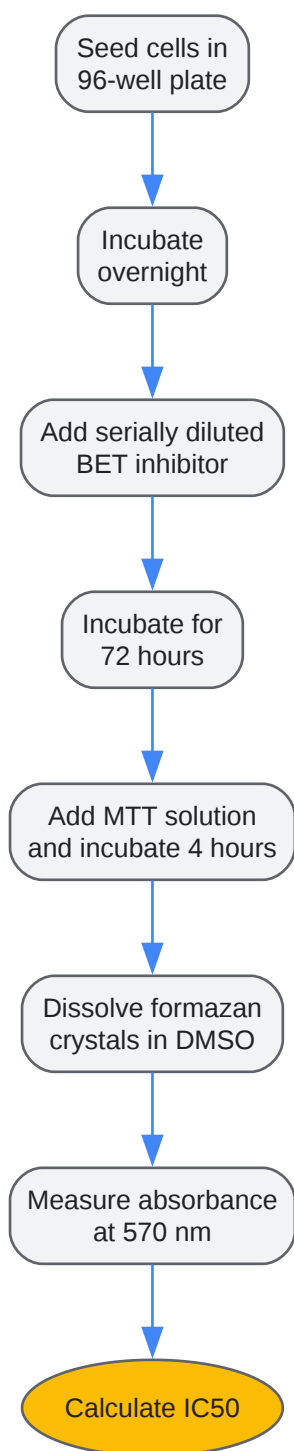 Seed cells in
96-well plate
Incubate
overnight
Add serially diluted
BET inhibitor
Incubate for
72 hours
Add MTT solution
and incubate 4 hours
Dissolve formazan
crystals in DMSO
Measure absorbance
at 570 nm
Calculate IC50